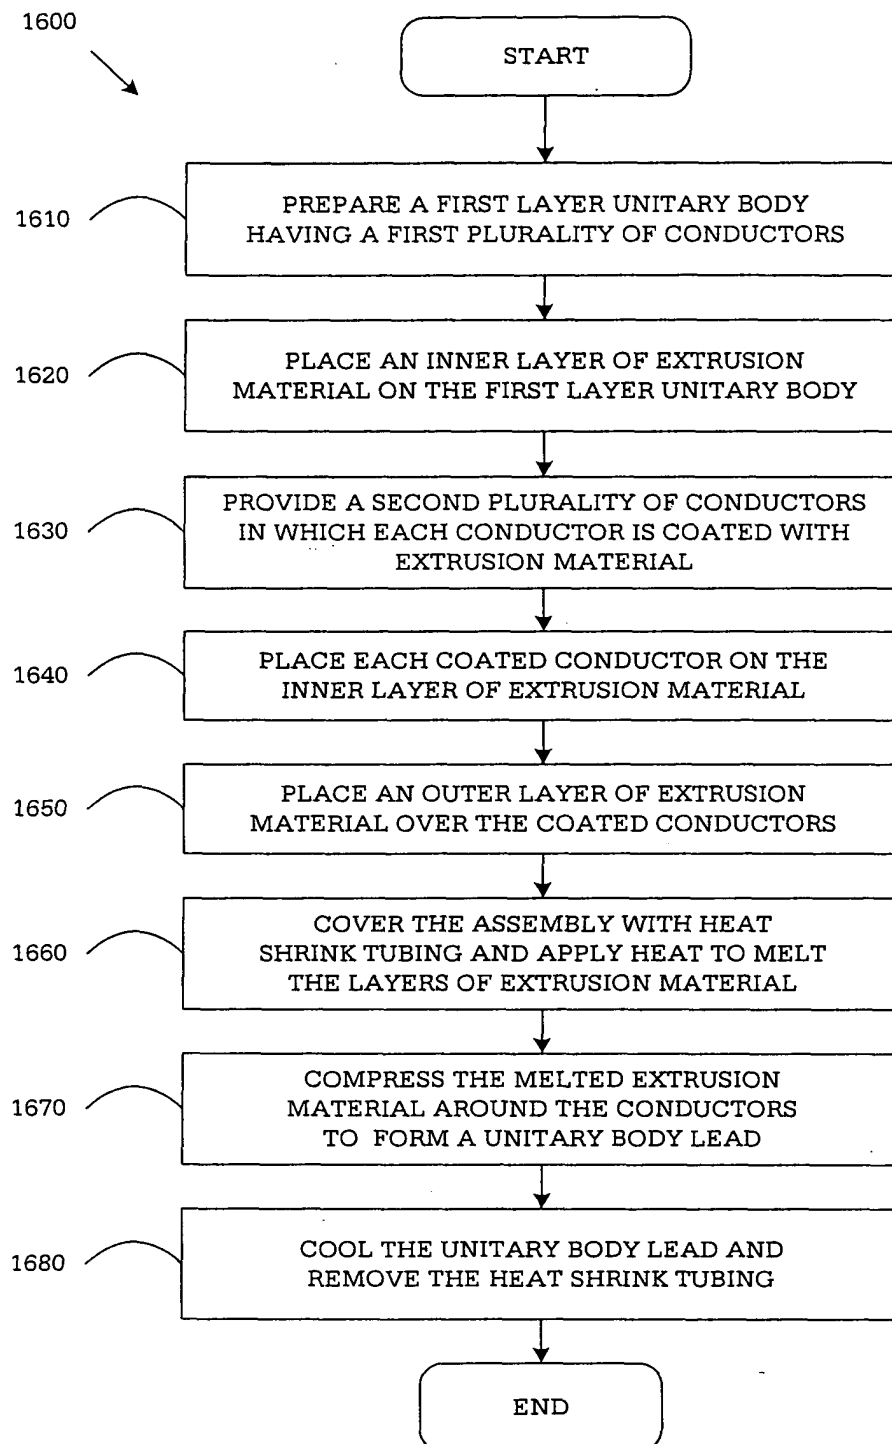 1600
START
1610
PREPARE A FIRST LAYER UNITARY BODY
HAVING A FIRST PLURALITY OF CONDUCTORS
1620
PLACE AN INNER LAYER OF EXTRUSION
MATERIAL ON THE FIRST LAYER UNITARY BODY
1630
PROVIDE A SECOND PLURALITY OF CONDUCTORS
IN WHICH EACH CONDUCTOR IS COATED WITH
EXTRUSION MATERIAL
1640
PLACE EACH COATED CONDUCTOR ON THE
INNER LAYER OF EXTRUSION MATERIAL
1650
PLACE AN OUTER LAYER OF EXTRUSION
MATERIAL OVER THE COATED CONDUCTORS
1660
COVER THE ASSEMBLY WITH HEAT
SHRINK TUBING AND APPLY HEAT TO MELT
THE LAYERS OF EXTRUSION MATERIAL
1670
COMPRESS THE MELTED EXTRUSION
MATERIAL AROUND THE CONDUCTORS
TO FORM A UNITARY BODY LEAD
1680
COOL THE UNITARY BODY LEAD AND
REMOVE THE HEAT SHRINK TUBING
END